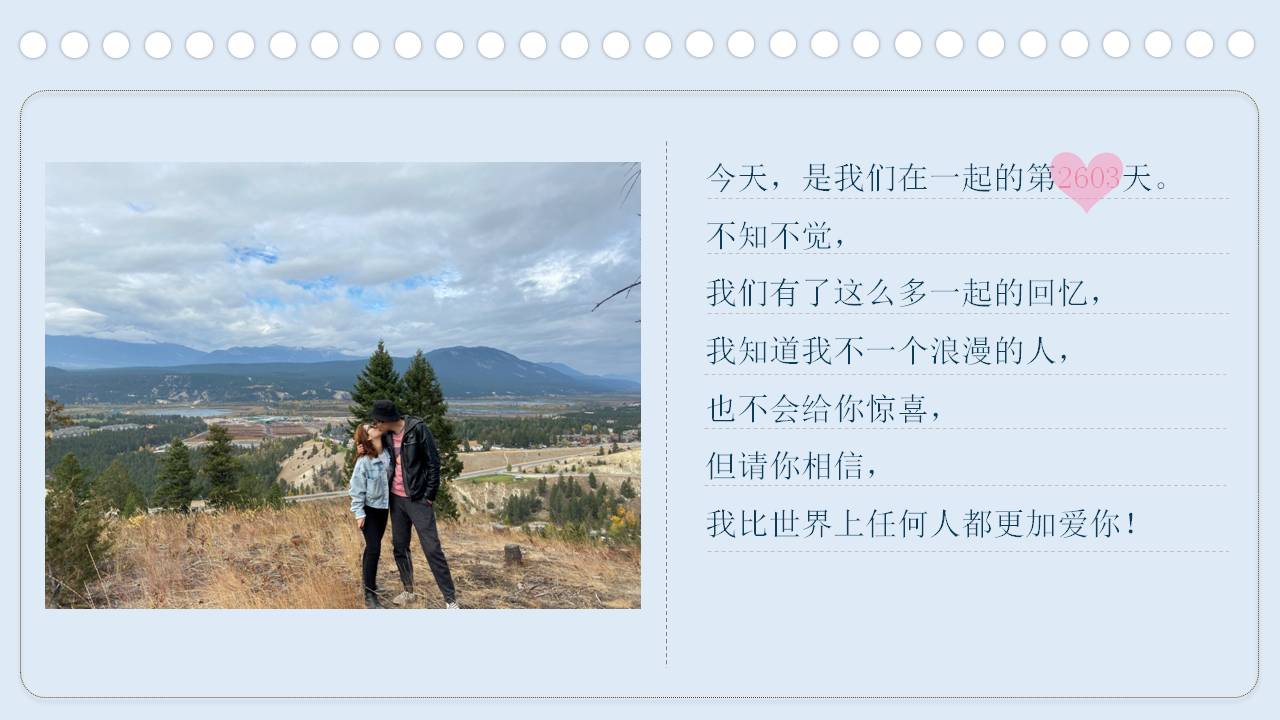 今天，是我们在一起的第2603天。
不知不觉，
我们有了这么多一起的回忆，
我知道我不一个浪漫的人，
也不会给你惊喜，
但请你相信，
我比世界上任何人都更加爱你！